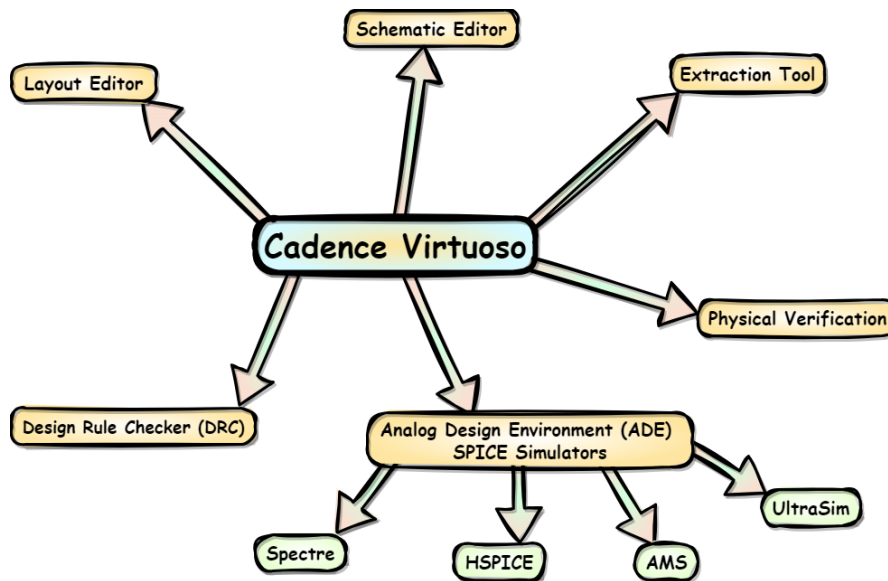 Schematic Editor
Layout Editor
Extraction Tool
Cadence Virtuoso
Physical Verification
Design Rule Checker (DRC)
Analog Design Environment (ADE)
SPICE Simulators
UltraSim
Spectre
HSPICE
AMS